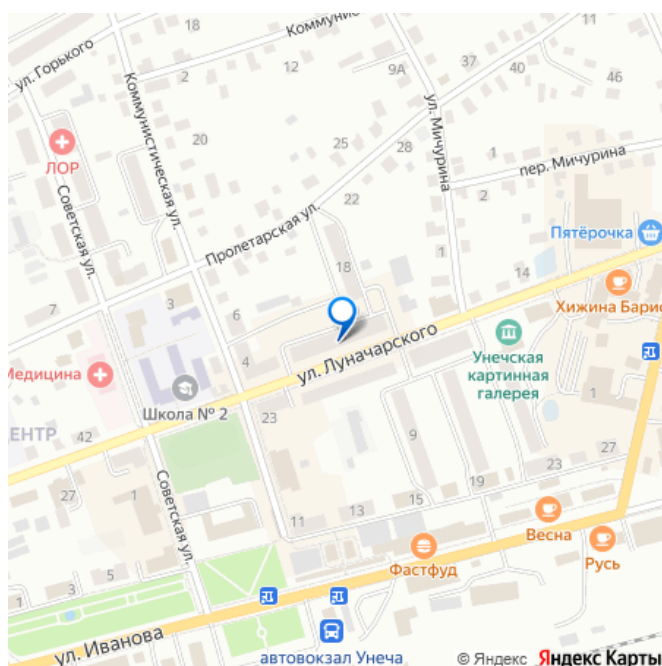 Коммунис
ул. Горького
2
12
9А
37
40
46
Коммунистическая ул.
ул. Мичурина
ЛОР
20
25
28
1
пер. Мичурина
2
Советская ул.
22
Пролетарская ул.
Пятёрочка
18
1
14
7
3
6
Хижина Барис
ул. Луначарского
Унечская
картинная
галерея
Медицина
4
Школа № 2
23
1
ЕНТР
42
9
27
1
Советская ул.
19
23
27
15
13
11
Весна
Русь
Фастфуд
5
3
1
ул. Иванова
автовокзал Унеча
© Яндекс Яндекс Карты